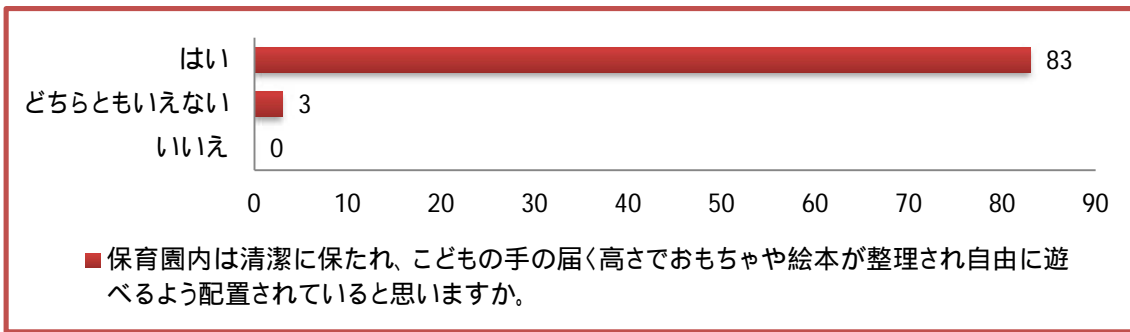 はい 83
どちらともいえない 3
いいえ 0
0 10 20 30 40 50 60 70 80 90
保育園内は清潔に保たれ、こどもの手の届く高さでおもちゃや絵本が整理され自由に遊
べるよう配置されていると思いますか。